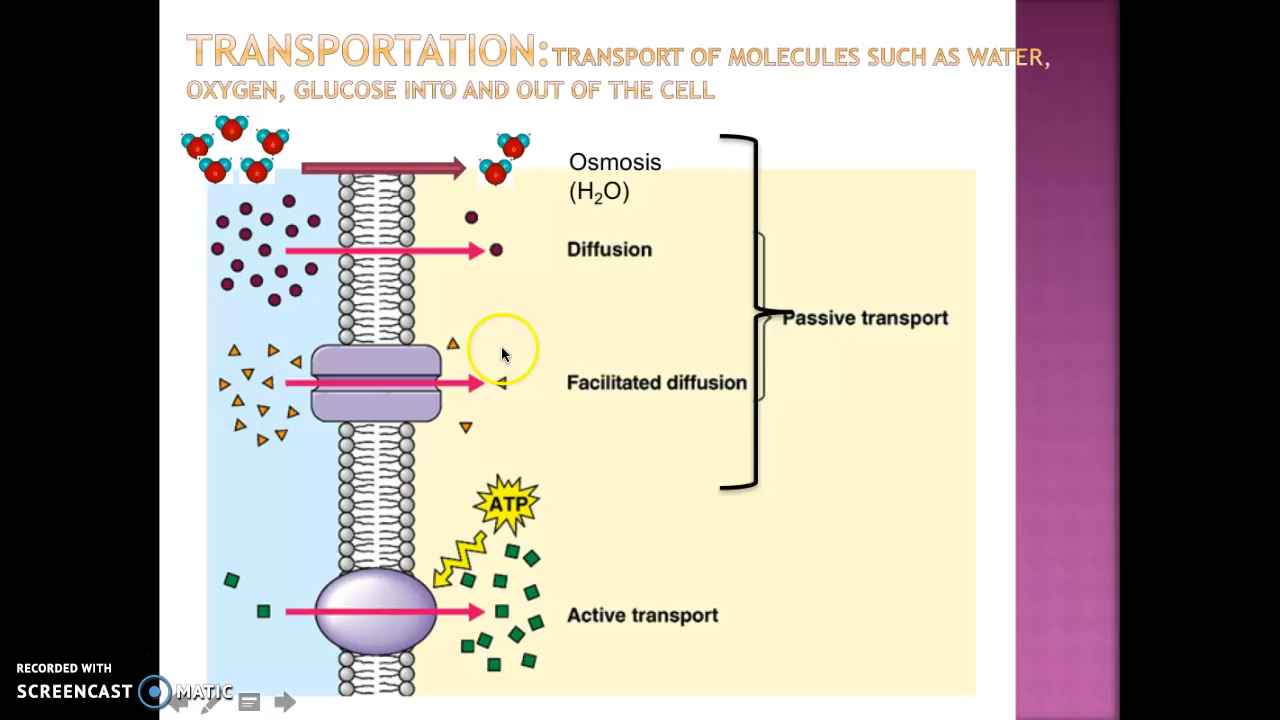 TRANSPORTATION: TRANSPORT OF MOLECULES SUCH AS WATER,
OXYGEN, GLUCOSE INTO AND OUT OF THE CELL
Osmosis
(H₂O)
Diffusion
Passive transport
Facilitated diffusion
ATP
Active transport
RECORDED WITH
SCREENCAST MATIC